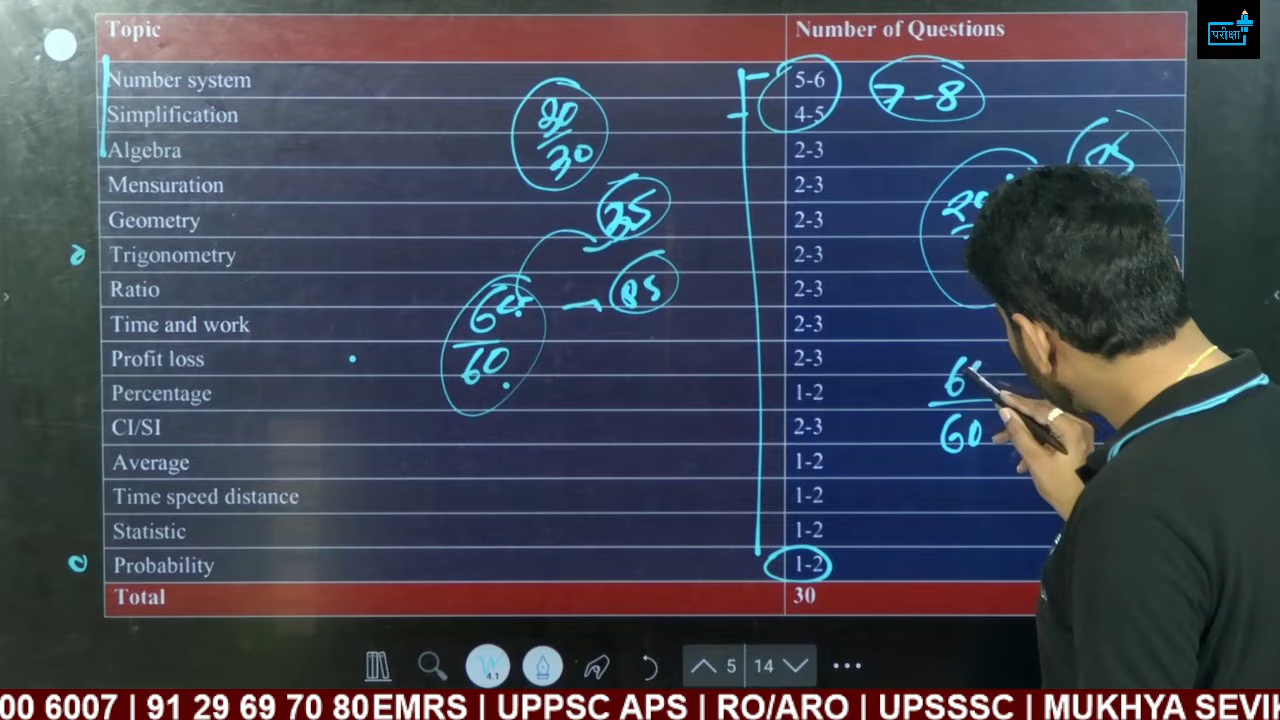 परीक्षा
Topic Number of Questions
Number system 5-6 7-8
Simplification 4-5
Algebra 2-3
Mensuration 2-3
Geometry 2-3
Trigonometry 2-3
Ratio 2-3
Time and work 2-3
Profit loss 2-3
Percentage 1-2
CI/SI 2-3
Average 1-2
Time speed distance 1-2
Statistic 1-2
Probability 1-2
Total 30
30
25
85
60
60
4.1
5 14
00 6007 | 91 29 69 70 80EMRS | UPPSC APS | RO/ARO | UPSSSC | MUKHYA SEVI